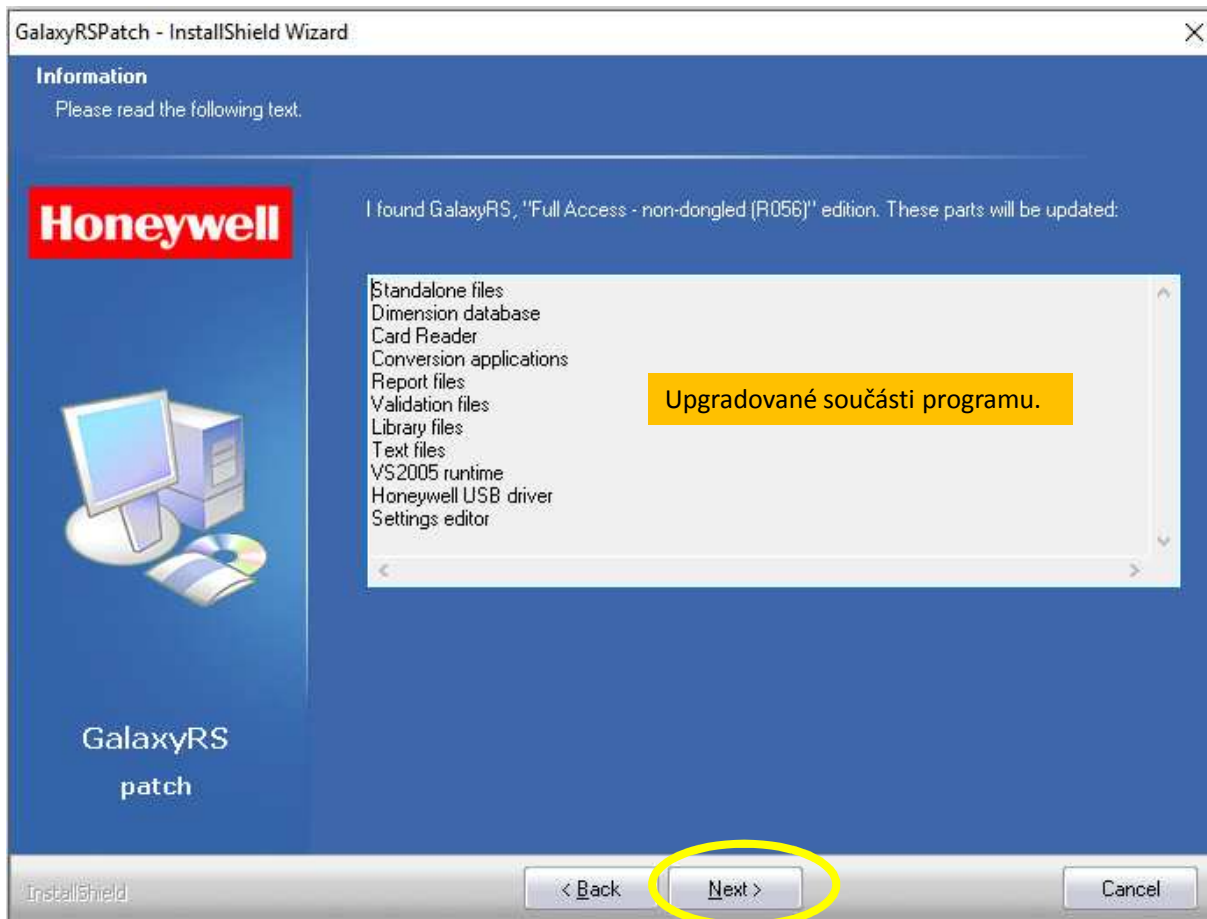 GalaxyRSPatch - InstallShield Wizard
Information
Please read the following text.
Honeywell
I found GalaxyRS, "Full Access - non-dongled (R056)" edition. These parts will be updated:
Standalone files
Dimension database
Card Reader
Conversion applications
Report files
Validation files
Library files
Text files
VS2005 runtime
Honeywell USB driver
Settings editor
Upgradované součásti programu.
GalaxyRS
patch
InstallShield
< Back
Next >
Cancel